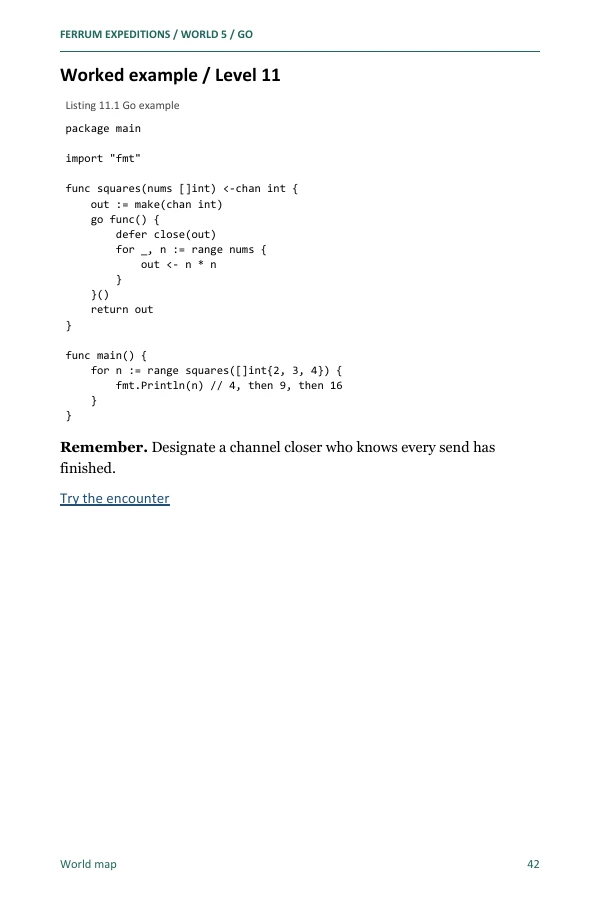 FERRUM EXPEDITIONS / WORLD 5 / GO
Worked example / Level 11
Listing 11.1 Go example
package main

import "fmt"

func squares(nums []int) <-chan int {
    out := make(chan int)
    go func() {
        defer close(out)
        for _, n := range nums {
            out <- n * n
        }
    }()
    return out
}

func main() {
    for n := range squares([]int{2, 3, 4}) {
        fmt.Println(n) // 4, then 9, then 16
    }
}
Remember. Designate a channel closer who knows every send has
finished.
Try the encounter
World map 42